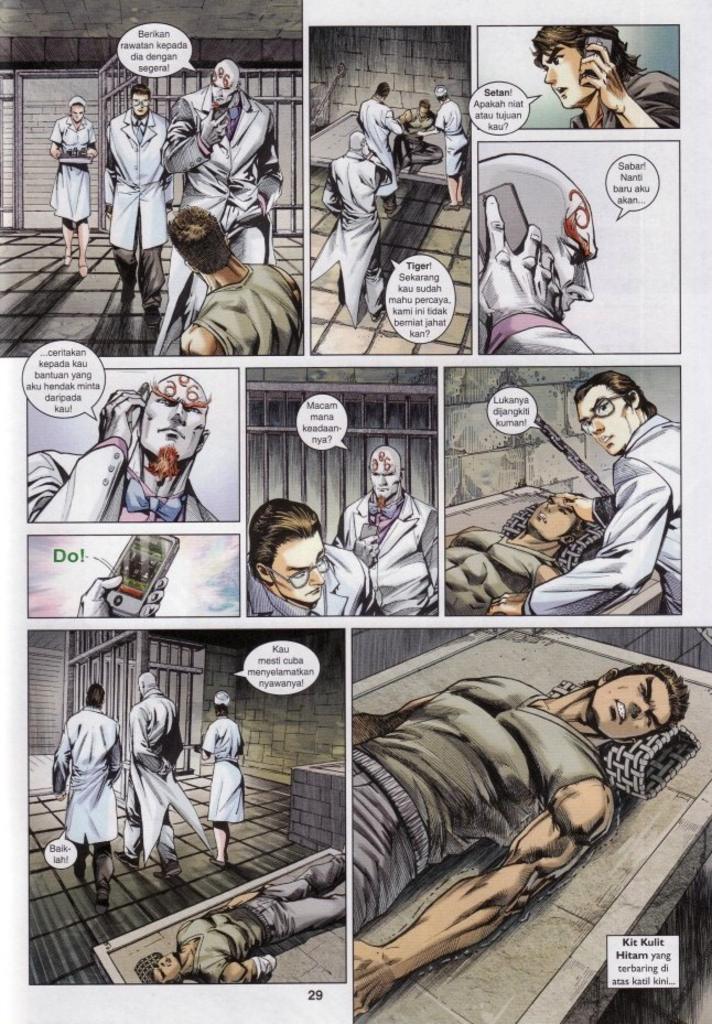 Berikan
rawatan kepada
dia dengan
segera!
Tiger!
Sekarang
kau sudah
mahu percaya,
kami ini tidak
berniat jahat
kan?
Setan!
Apakah niat
atau tujuan
kau?
Sabar!
Nanti
baru aku
akan...
...ceritakan
kepada kau
bantuan yang
aku hendak minta
daripada
kau!
Do!
Macam
mana
keadaan-
nya?
Lukanya
dijangkiti
kuman!
Kau
mesti cuba
menyelamatkan
nyawanya!
Baik-
lah!
Kit Kulit
Hitam yang
terbaring di
atas katil kini...
29